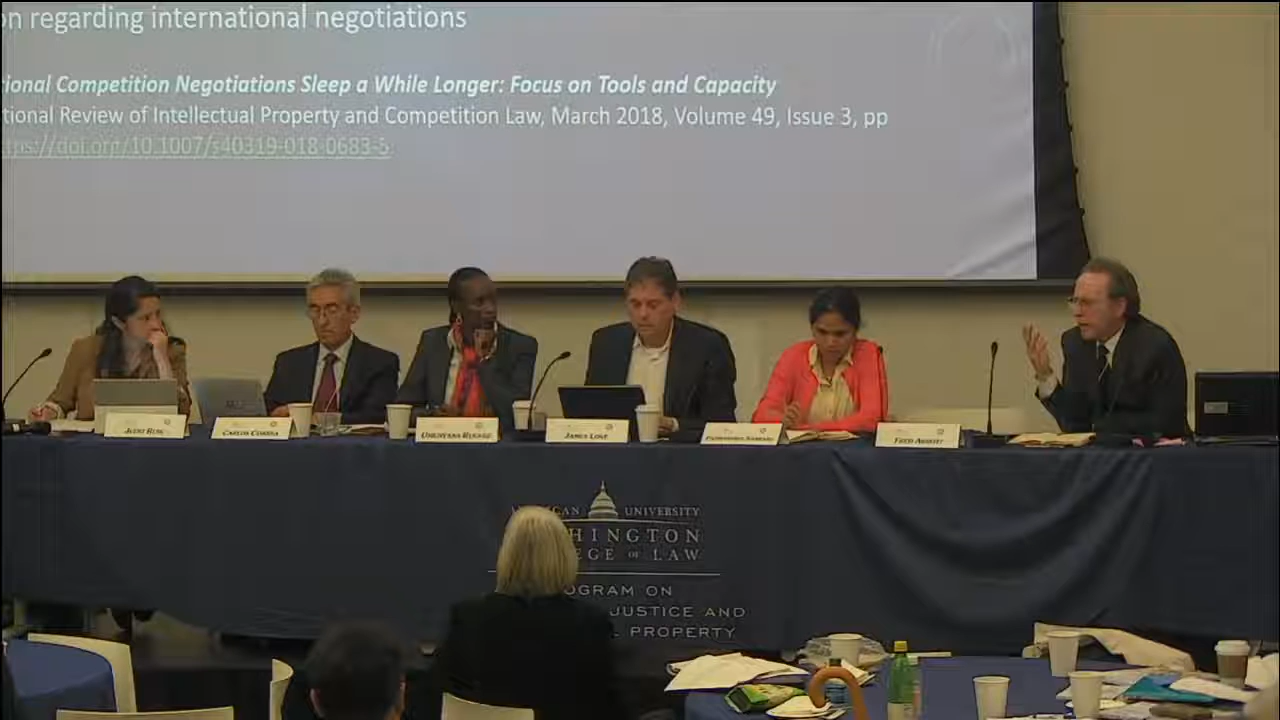 on regarding international negotiations
tional Competition Negotiations Sleep a While Longer: Focus on Tools and Capacity
tional Review of Intellectual Property and Competition Law, March 2018, Volume 49, Issue 3, pp
https://doi.org/10.1007/s40319-018-0683-5
CARLOS CORREA
JAMES LOVE
FRED ABBOTT
UNIVERSITY
HINGTON
EGE OF LAW
OGRAM ON
JUSTICE AND
PROPERTY